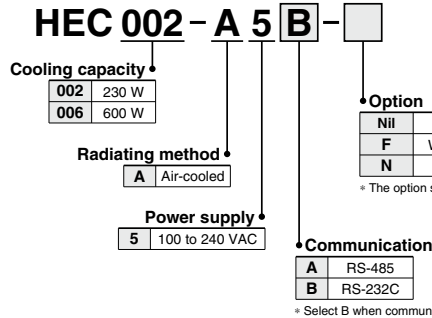 HEC 002 - A 5 B -
Cooling capacity
002 230 W
006 600 W
Radiating method
A Air-cooled
Power supply
5 100 to 240 VAC
Option
Nil
F
N
* The option
Communication
A RS-485
B RS-232C
* Select B when